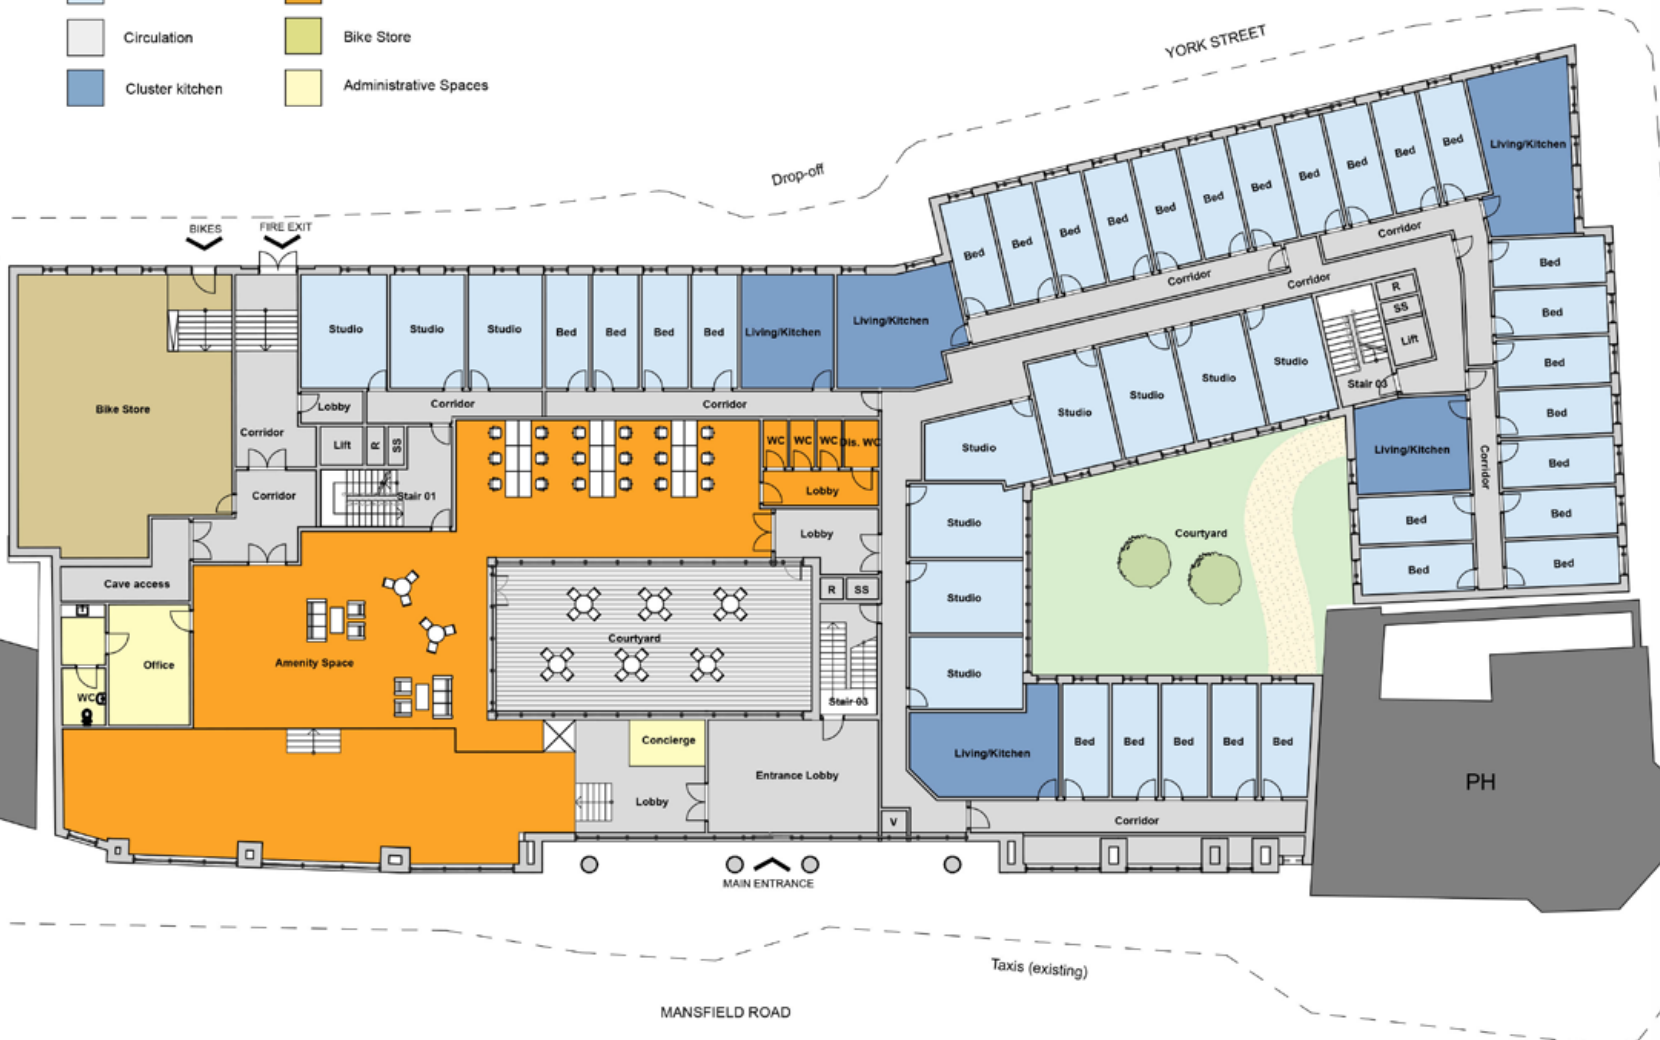 Circulation
Bike Store
Cluster kitchen
Administrative Spaces
YORK STREET
Drop-off
BIKES
FIRE EXIT
Living/Kitchen
Bed
Bed
Bed
Bed
Bed
Bed
Bed
Bed
Bed
Bed
Bed
Corridor
Corridor
Corridor
R
SS
Lift
Stair 03
Bed
Bed
Bed
Bed
Bed
Bed
Bed
Studio
Studio
Studio
Bed
Bed
Bed
Bed
Living/Kitchen
Living/Kitchen
Studio
Studio
Studio
Studio
Studio
Bike Store
Lobby
Corridor
Corridor
Corridor
Lift
R
SS
WC
WC
WC
Dis. WC
Living/Kitchen
Corridor
Corridor
Stair 01
Lobby
Lobby
Studio
Courtyard
Bed
Bed
Cave access
R
SS
Studio
Courtyard
Office
Amenity Space
Studio
WC
Stair 03
Concierge
Living/Kitchen
Bed
Bed
Bed
Bed
Bed
Entrance Lobby
Lobby
V
Corridor
PH
MAIN ENTRANCE
Taxis (existing)
MANSFIELD ROAD